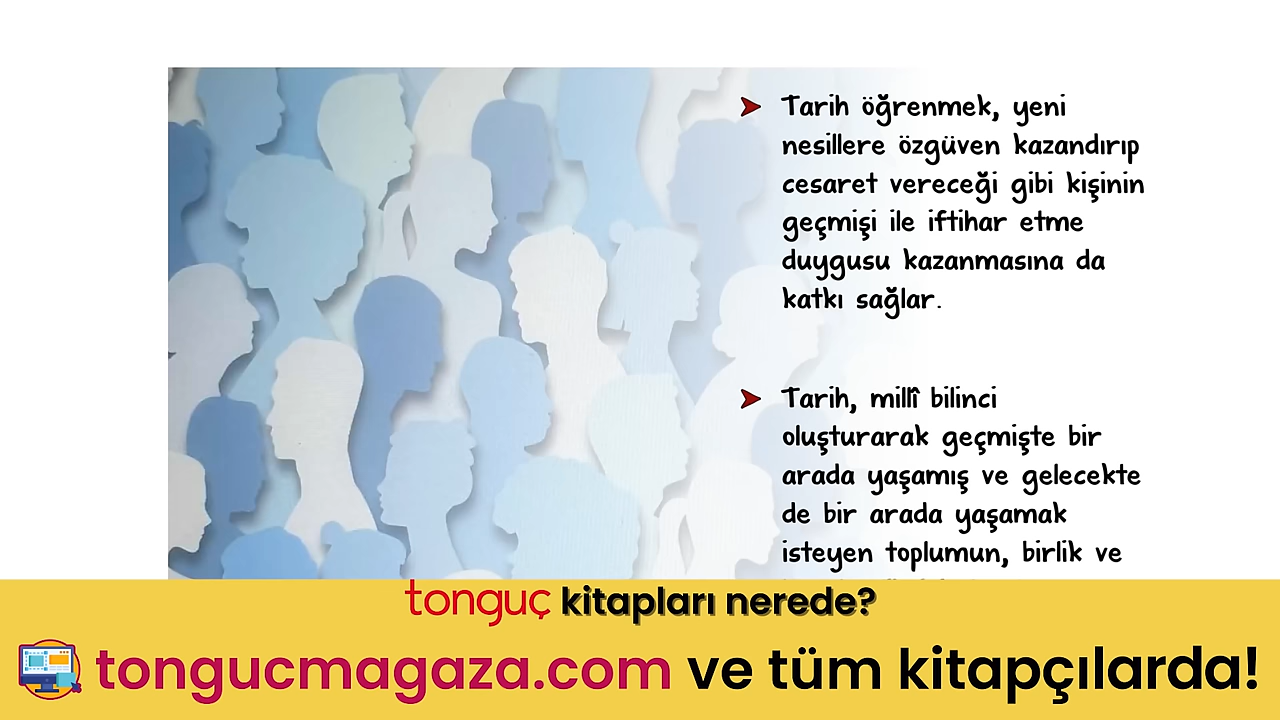 Tarih öğrenmek, yeni
nesillere özgüven kazandırıp
cesaret vereceği gibi kişinin
geçmişi ile iftihar etme
duygusu kazanmasına da
katkı sağlar.
Tarih, millî bilinci
oluşturarak geçmişte bir
arada yaşamış ve gelecekte
de bir arada yaşamak
isteyen toplumun, birlik ve
tonguç kitapları nerede?
tongucmagaza.com ve tüm kitapçılarda!